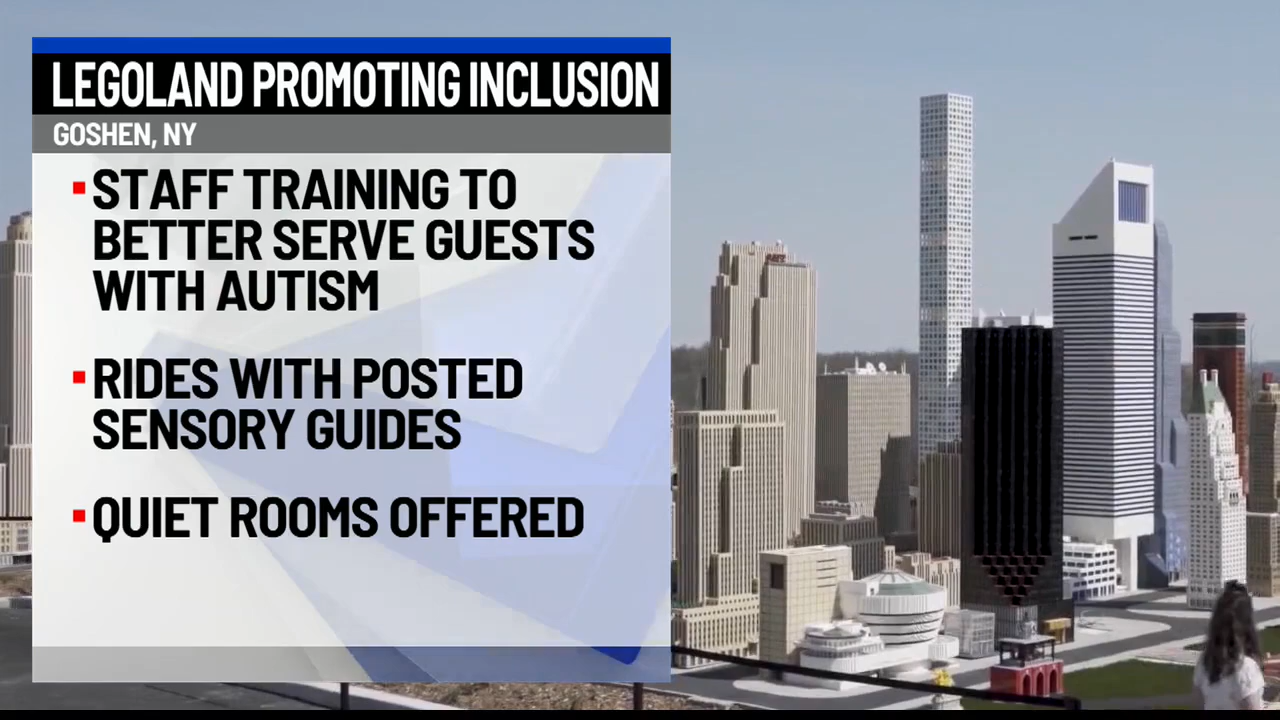 LEGOLAND PROMOTING INCLUSION
GOSHEN, NY
STAFF TRAINING TO
BETTER SERVE GUESTS
WITH AUTISM
RIDES WITH POSTED
SENSORY GUIDES
QUIET ROOMS OFFERED